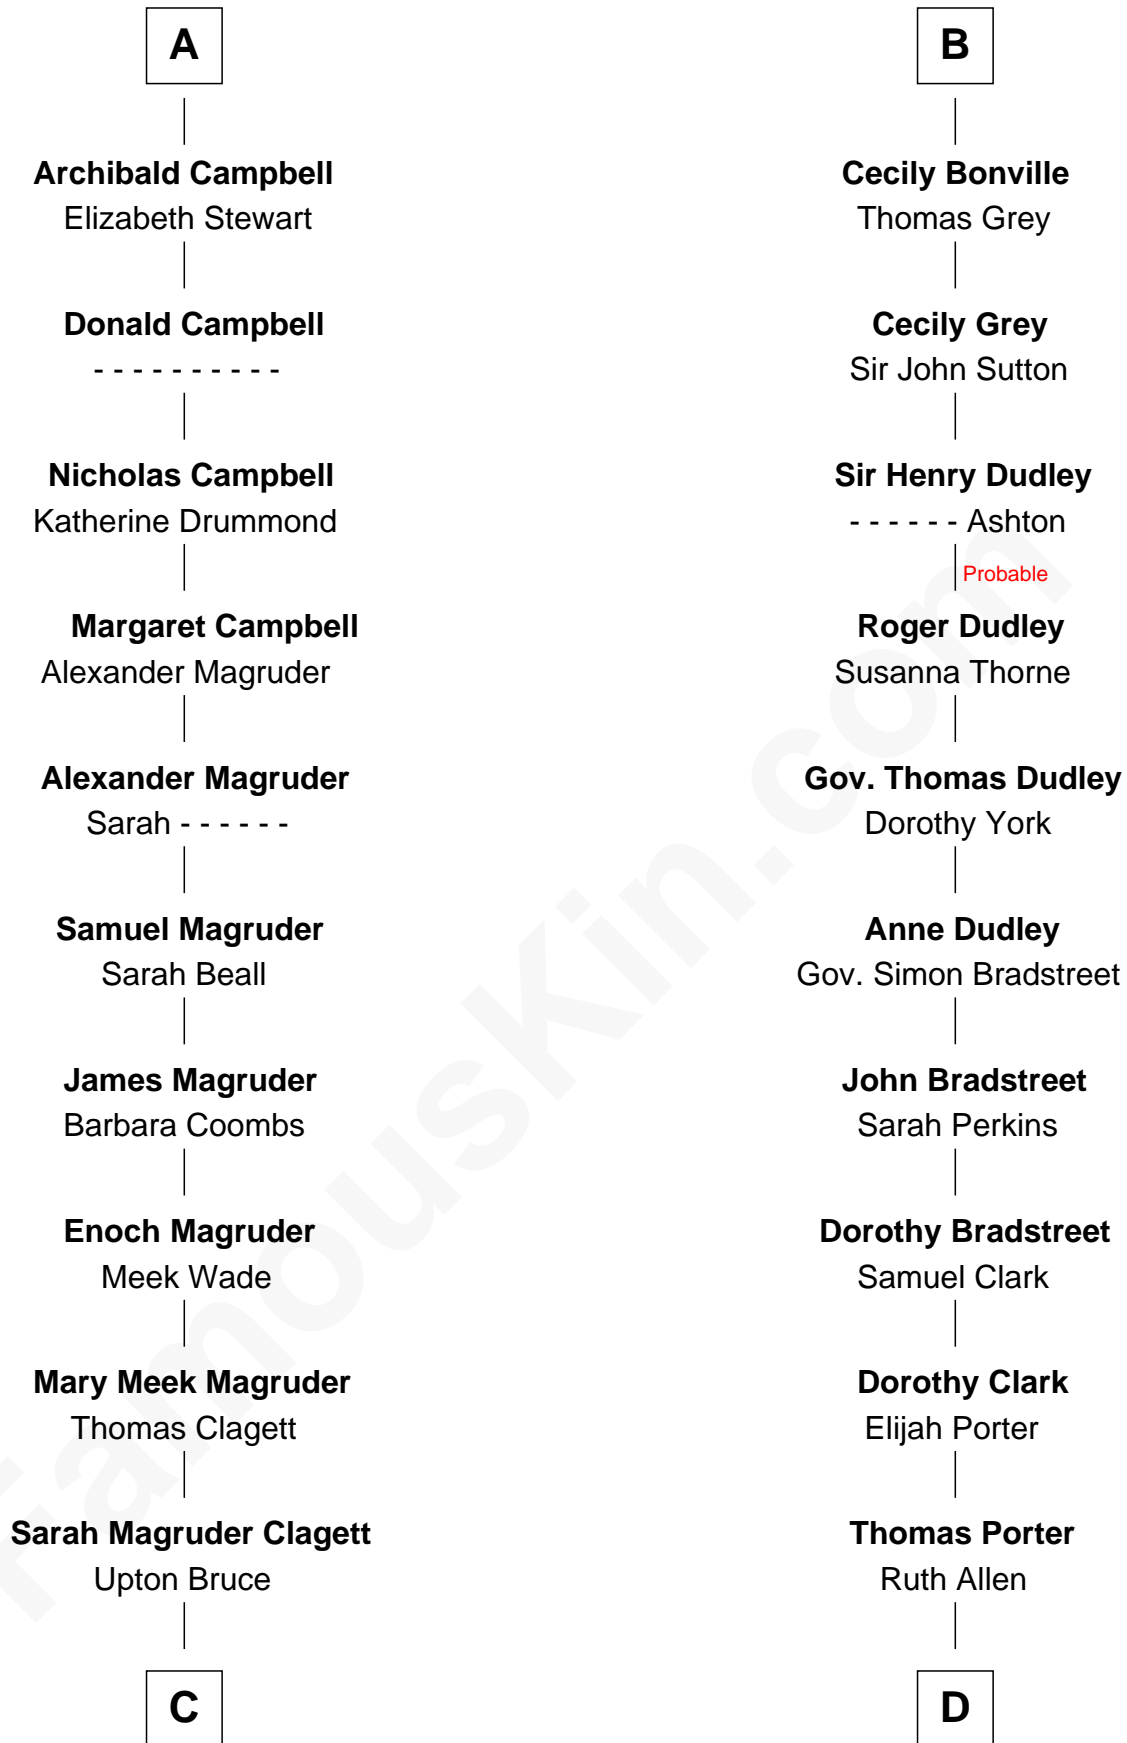 A
Archibald Campbell
Elizabeth Stewart
Donald Campbell
- - - - - - - - - -
Nicholas Campbell
Katherine Drummond
Margaret Campbell
Alexander Magruder
Alexander Magruder
Sarah - - - - - -
Samuel Magruder
Sarah Beall
James Magruder
Barbara Coombs
Enoch Magruder
Meek Wade
Mary Meek Magruder
Thomas Clagett
Sarah Magruder Clagett
Upton Bruce
C
B
Cecily Bonville
Thomas Grey
Cecily Grey
Sir John Sutton
Sir Henry Dudley
- - - - - - Ashton
Probable
Roger Dudley
Susanna Thorne
Gov. Thomas Dudley
Dorothy York
Anne Dudley
Gov. Simon Bradstreet
John Bradstreet
Sarah Perkins
Dorothy Bradstreet
Samuel Clark
Dorothy Clark
Elijah Porter
Thomas Porter
Ruth Allen
D
FamousKin.com